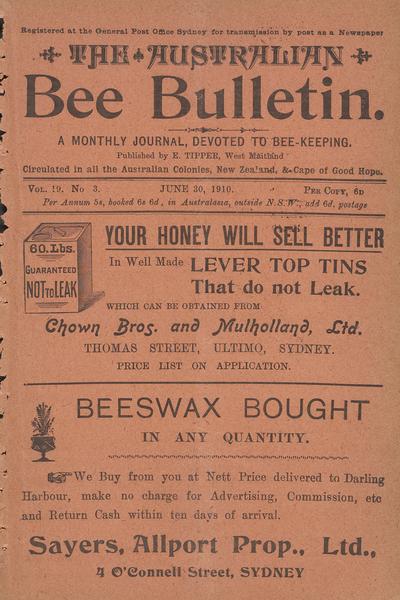 Registered at the General Post Office Sydney for transmission by post as a Newspaper
THE AUSTRALIAN
Bee Bulletin.
A MONTHLY JOURNAL, DEVOTED TO BEE-KEEPING.
Published by E. TIPPER, West Maitland
Circulated in all the Australian Colonies, New Zealand, & Cape of Good Hope.
VOL. 19. No 3. JUNE 30, 1910. PER COPY, 6D
Per Annum 5s, booked 6s 6d, in Australasia, outside N.S.W., add 6d. postage
60. Lbs.
GUARANTEED
NOT TO LEAK
YOUR HONEY WILL SELL BETTER
In Well Made LEVER TOP TINS
That do not Leak.
WHICH CAN BE OBTAINED FROM
Chown Bros. and Mulholland, Ltd.
THOMAS STREET, ULTIMO, SYDNEY.
PRICE LIST ON APPLICATION.
BEESWAX BOUGHT
IN ANY QUANTITY.
We Buy from you at Nett Price delivered to Darling
Harbour, make no charge for Advertising, Commission, etc
and Return Cash within ten days of arrival.
Sayers, Allport Prop., Ltd.,
4 O'Connell Street, SYDNEY